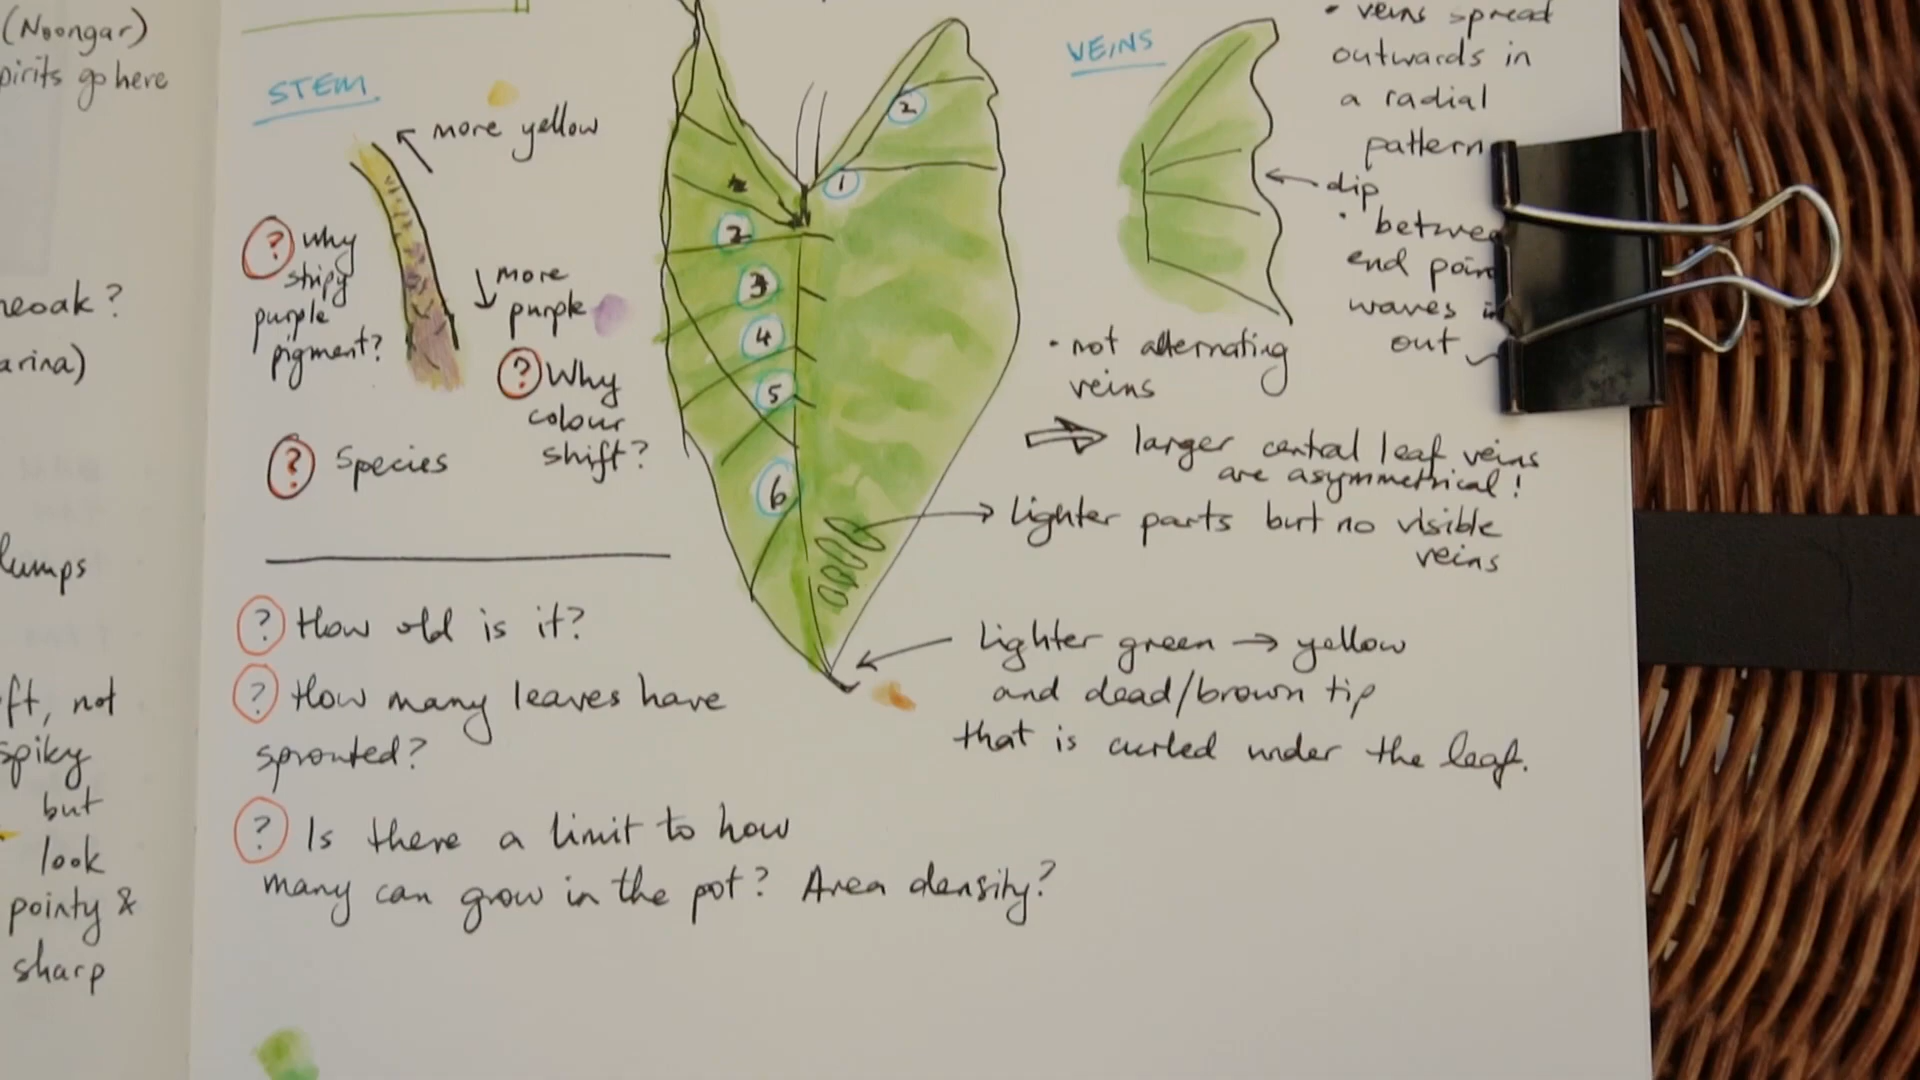 (Noongar)
pirits go here
neoak?
arina)
lumps
ft, not
spiky
but
look
pointy &
sharp
STEM
more yellow
? why
stripy
purple
pigment?
more
purple
? Why
colour
shift?
? Species
1
2
2
3
4
5
6
VEINS
• veins spread
outwards in
a radial
pattern
dip
• betwee
end poin
waves in
out
• not alternating
veins
⇒ larger central leaf veins
are asymmetrical!
→ lighter parts but no visible
veins
lighter green → yellow
and dead/brown tip
that is curled under the leaf.
? How old is it?
? How many leaves have
sprouted?
? Is there a limit to how
many can grow in the pot? Area density?